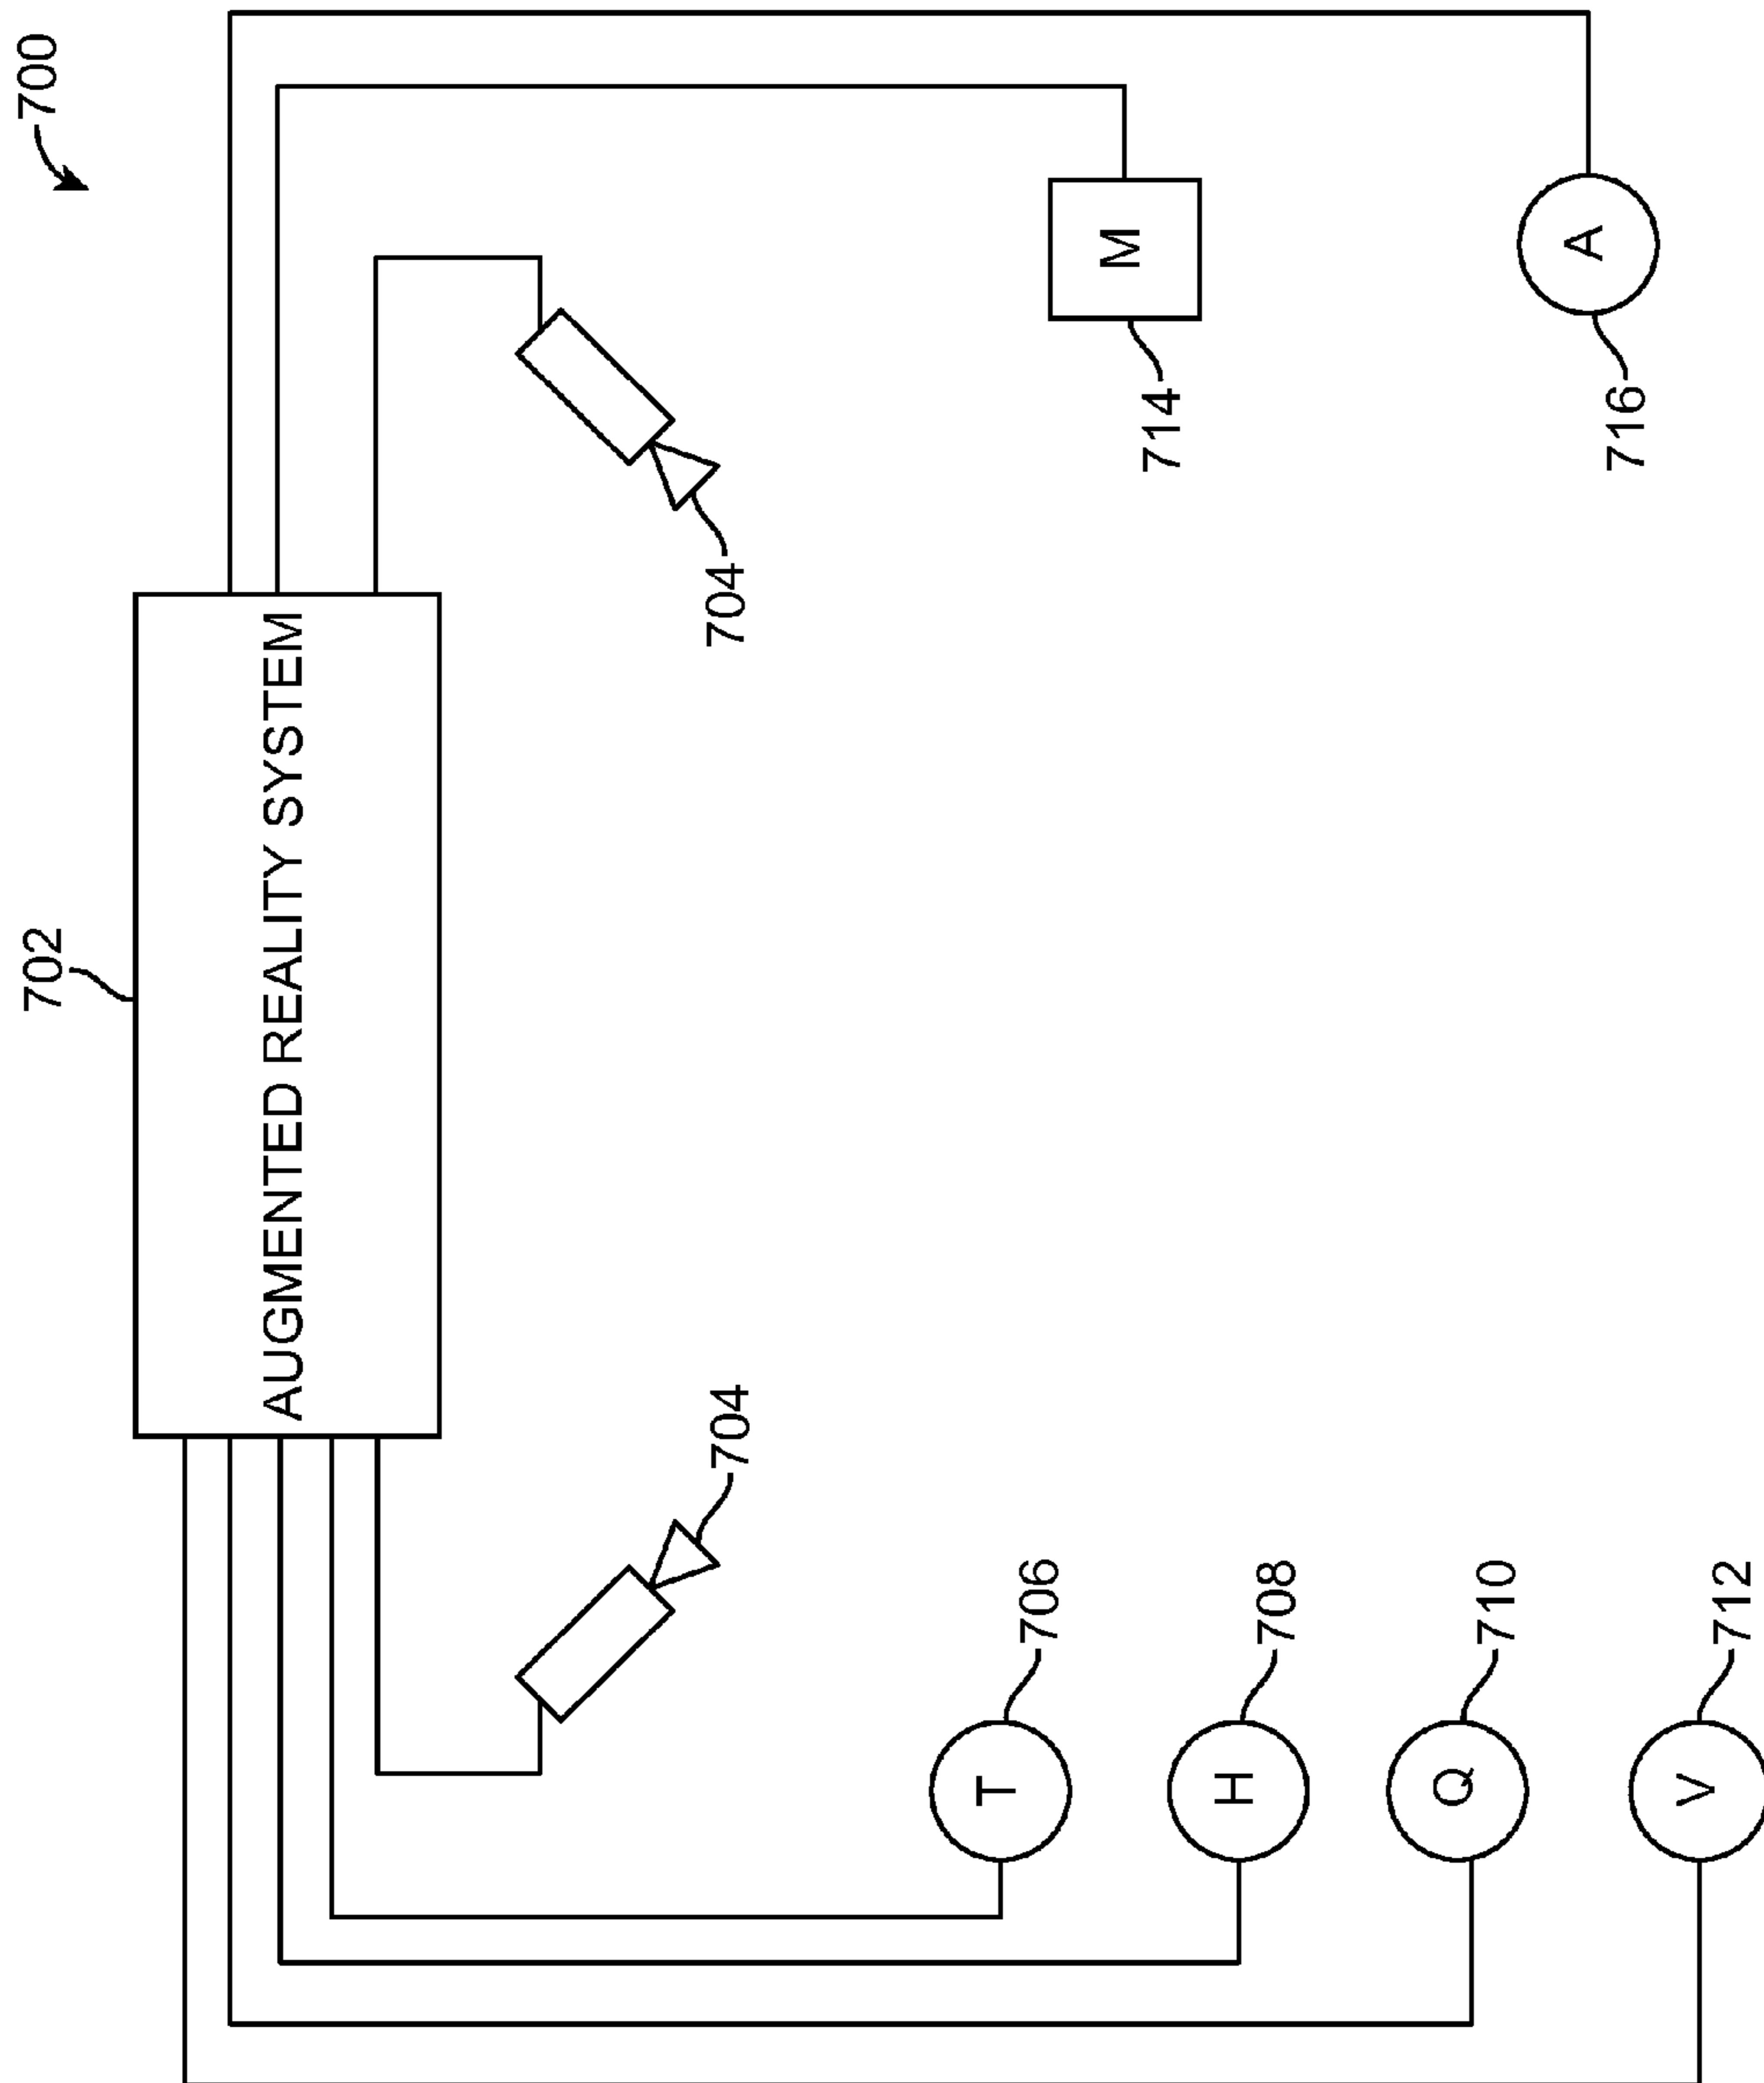 700
702
AUGMENTED REALITY SYSTEM
704
704
T
706
H
708
Q
710
V
712
M
714
A
716